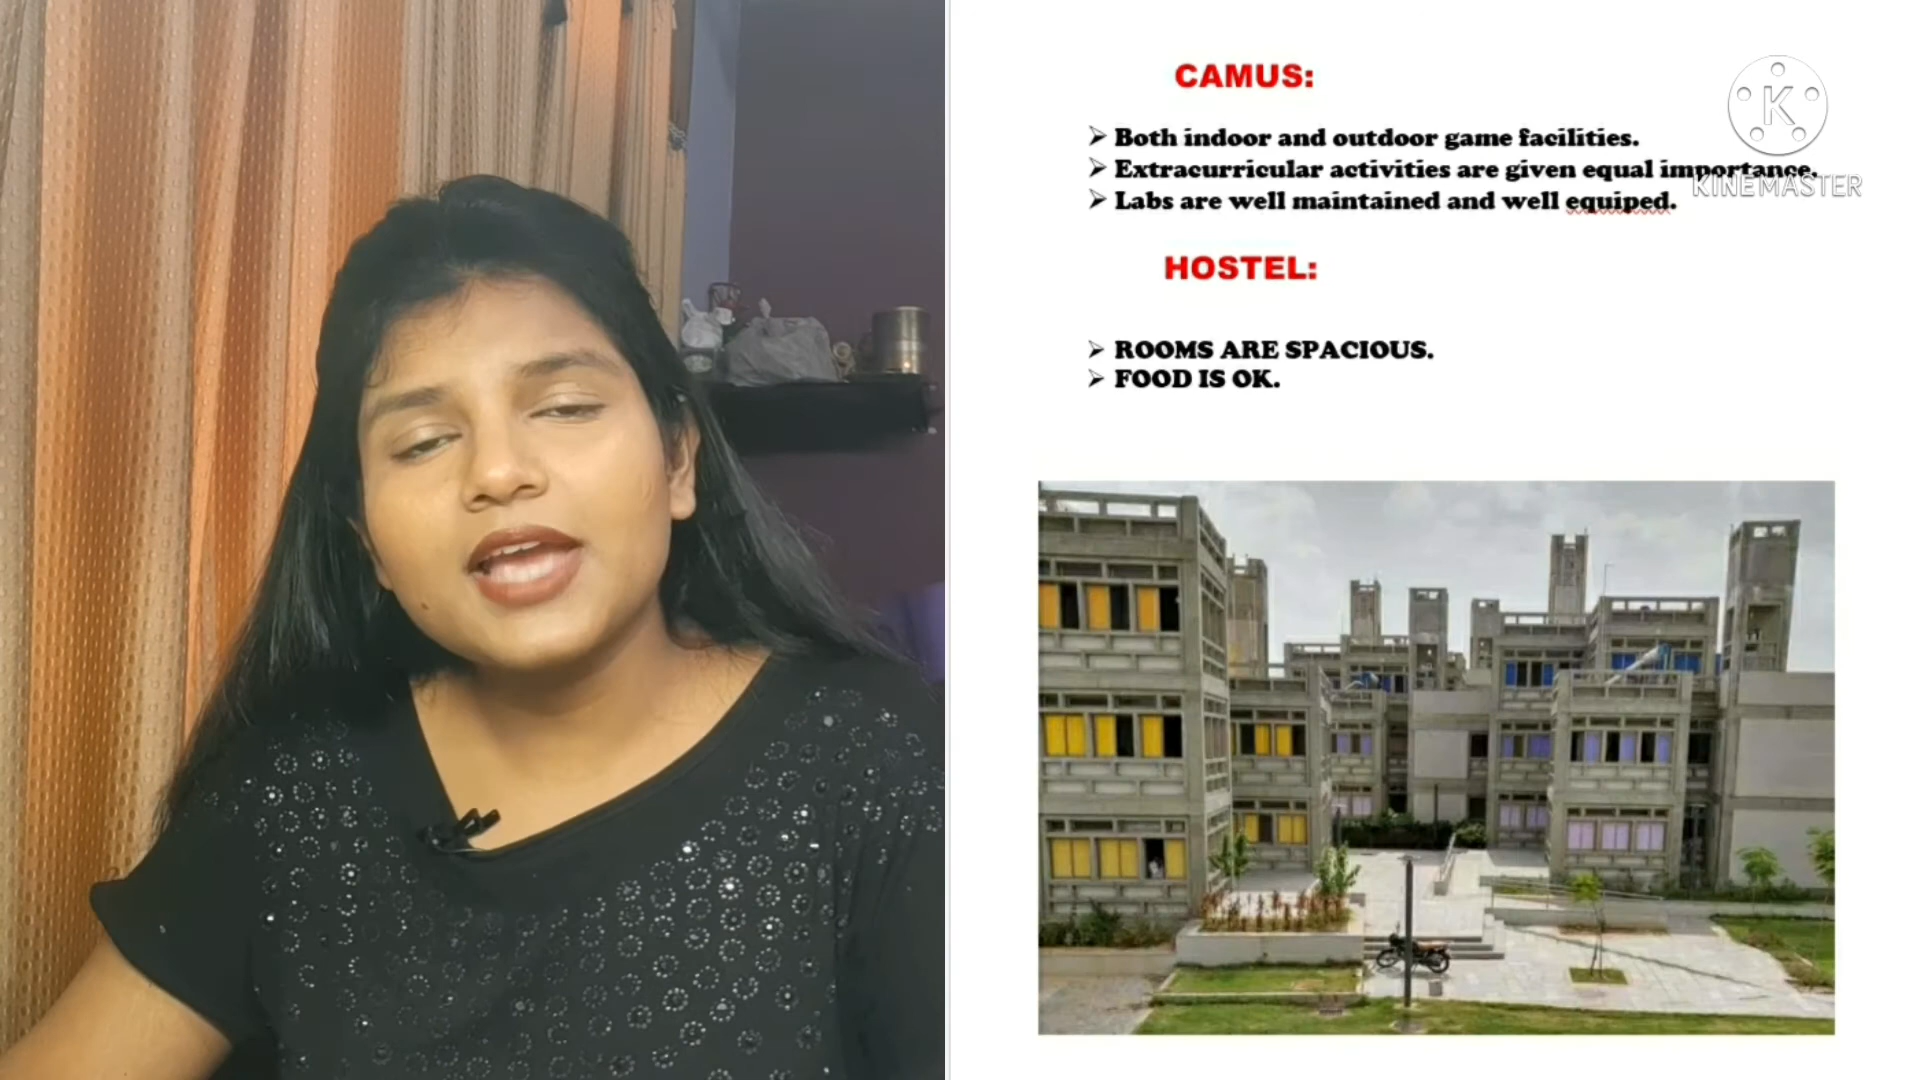 CAMUS:
Both indoor and outdoor game facilities.
Extracurricular activities are given equal importance.
Labs are well maintained and well equiped.
K
KINEMASTER
HOSTEL:
ROOMS ARE SPACIOUS.
FOOD IS OK.